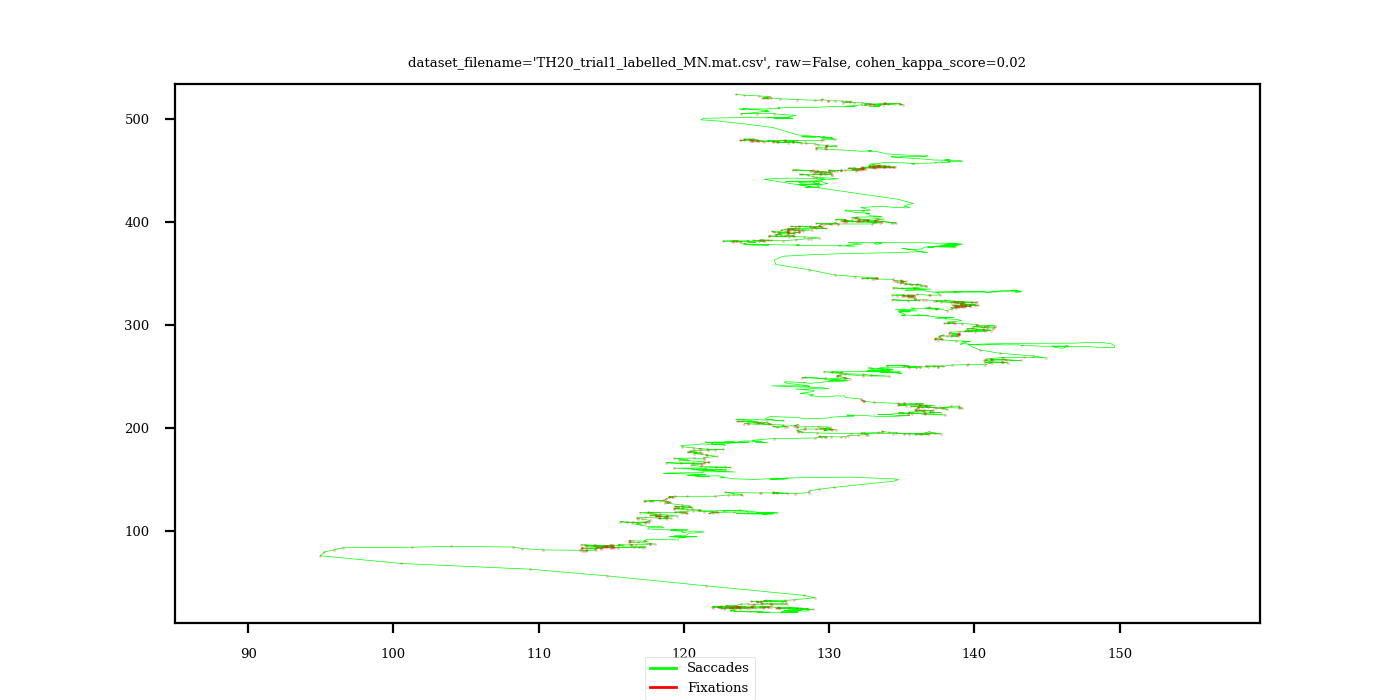 dataset_filename='TH20_trial1_labelled_MN.mat.csv', raw=False, cohen_kappa_score=0.02
500
400
300
200
100
90 100 110 120 130 140 150
Saccades
Fixations